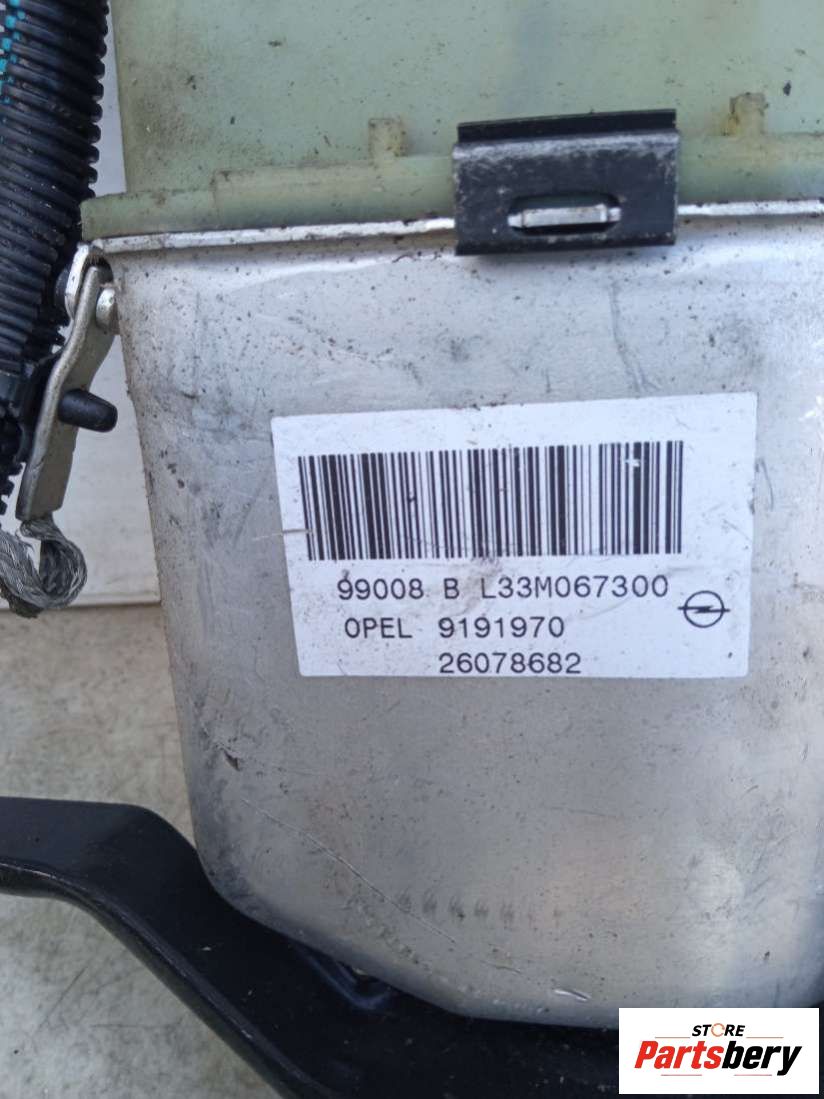 99008 B L33M067300
OPEL 9191970
26078682
STORE
Partsbery